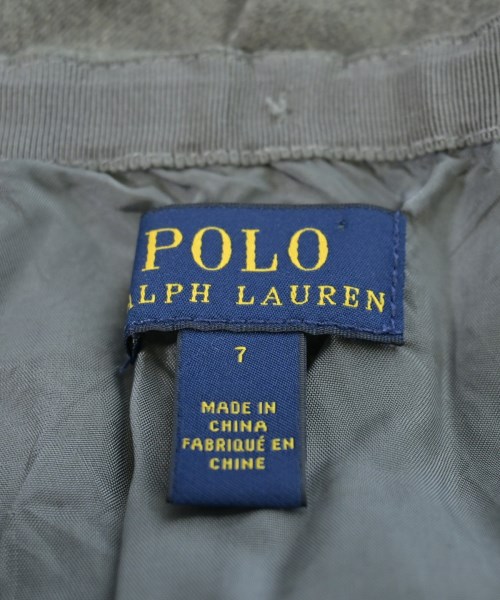 POLO
RALPH LAUREN
7
MADE IN
CHINA
FABRIQUÉ EN
CHINE